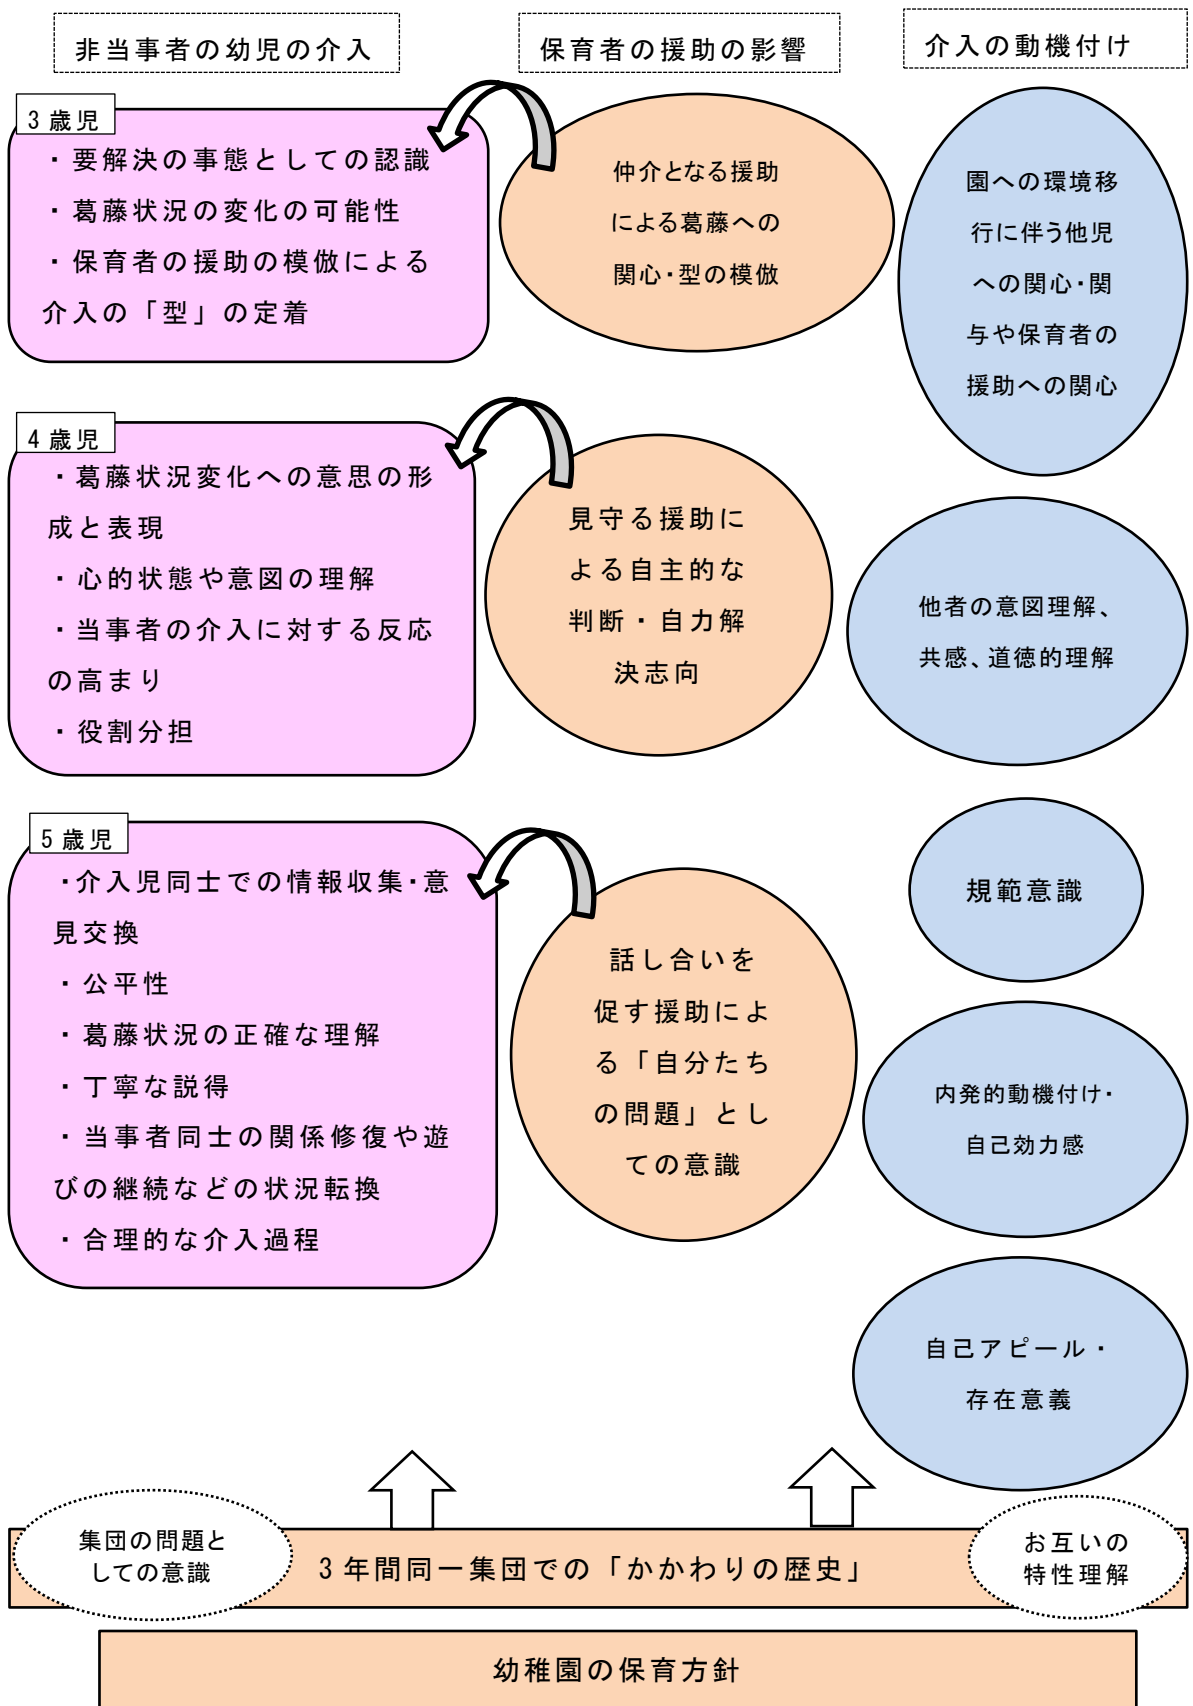 非当事者の幼児の介入
保育者の援助の影響
介入の動機付け
3歳児
・要解決の事態としての認識
・葛藤状況の変化の可能性
・保育者の援助の模倣による
介入の「型」の定着
仲介となる援助
による葛藤への
関心・型の模倣
園への環境移
行に伴う他児
への関心・関
与や保育者の
援助への関心
4歳児
・葛藤状況変化への意思の形
成と表現
・心的状態や意図の理解
・当事者の介入に対する反応
の高まり
・役割分担
見守る援助に
よる自主的な
判断・自力解
決志向
他者の意図理解、
共感、道徳的理解
5歳児
・介入児同士での情報収集・意
見交換
・公平性
・葛藤状況の正確な理解
・丁寧な説得
・当事者同士の関係修復や遊
びの継続などの状況転換
・合理的な介入過程
話し合いを
促す援助によ
る「自分たち
の問題」とし
ての意識
規範意識
内発的動機付け・
自己効力感
自己アピール・
存在意義
集団の問題と
しての意識
3年間同一集団での「かかわりの歴史」
お互いの
特性理解
幼稚園の保育方針